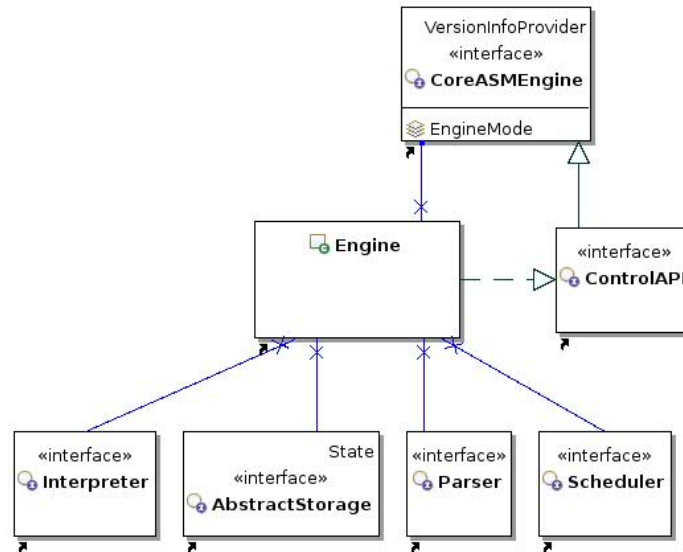 VersionInfoProvider
«interface»
CoreASMEngine
EngineMode
Engine
«interface»
ControlAPI
«interface»
Interpreter
State
«interface»
AbstractStorage
«interface»
Parser
«interface»
Scheduler